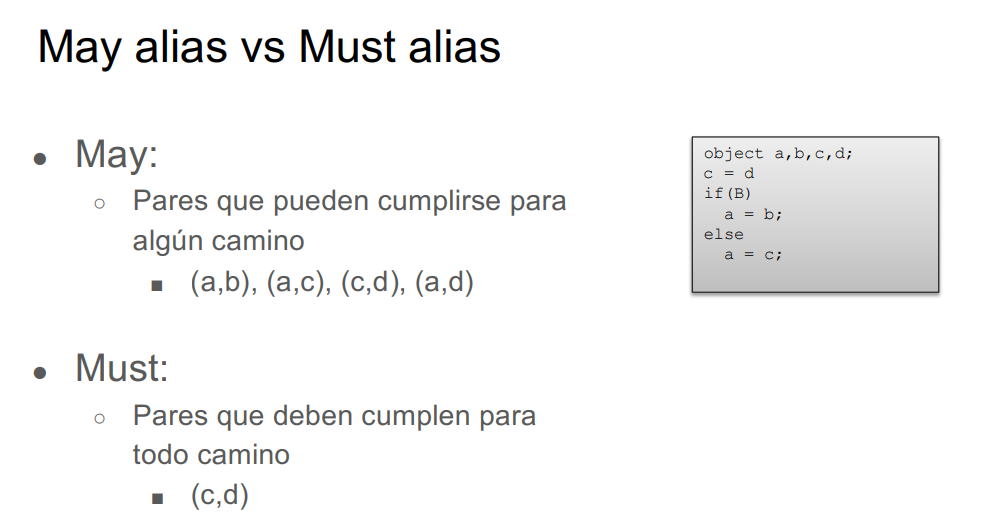 May alias vs Must alias
● May:
○ Pares que pueden cumplirse para
algún camino
■ (a,b), (a,c), (c,d), (a,d)
● Must:
○ Pares que deben cumplen para
todo camino
■ (c,d)
object a,b,c,d;
c = d
if(B)
  a = b;
else
  a = c;